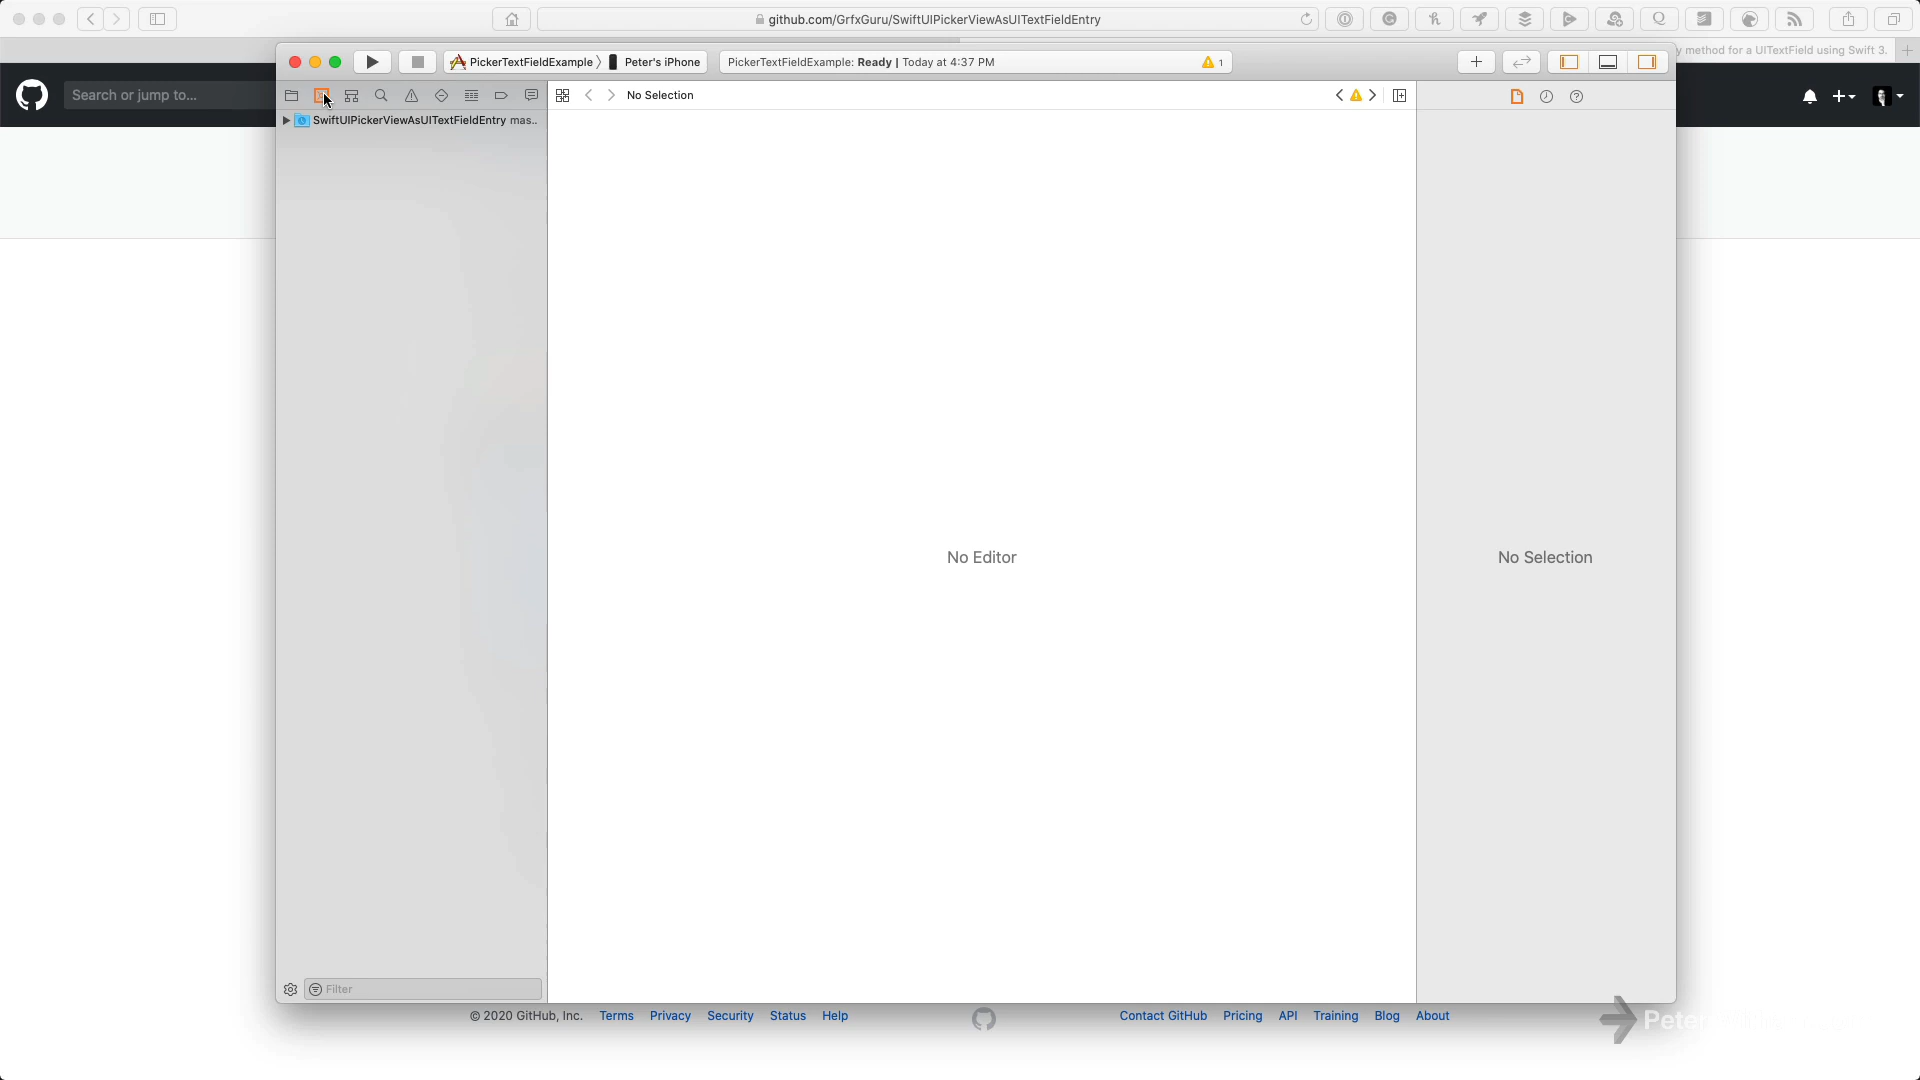 github.com/GrfxGuru/SwiftUIPickerViewAsUITextFieldEntry
y method for a UITextField using Swift 3.
PickerTextFieldExample
Peter's iPhone
PickerTextFieldExample: Ready | Today at 4:37 PM
1
Search or jump to...
No Selection
SwiftUIPickerViewAsUITextFieldEntry mas..
No Editor
No Selection
Filter
© 2020 GitHub, Inc. Terms Privacy Security Status Help
Contact GitHub Pricing API Training Blog About
Peter